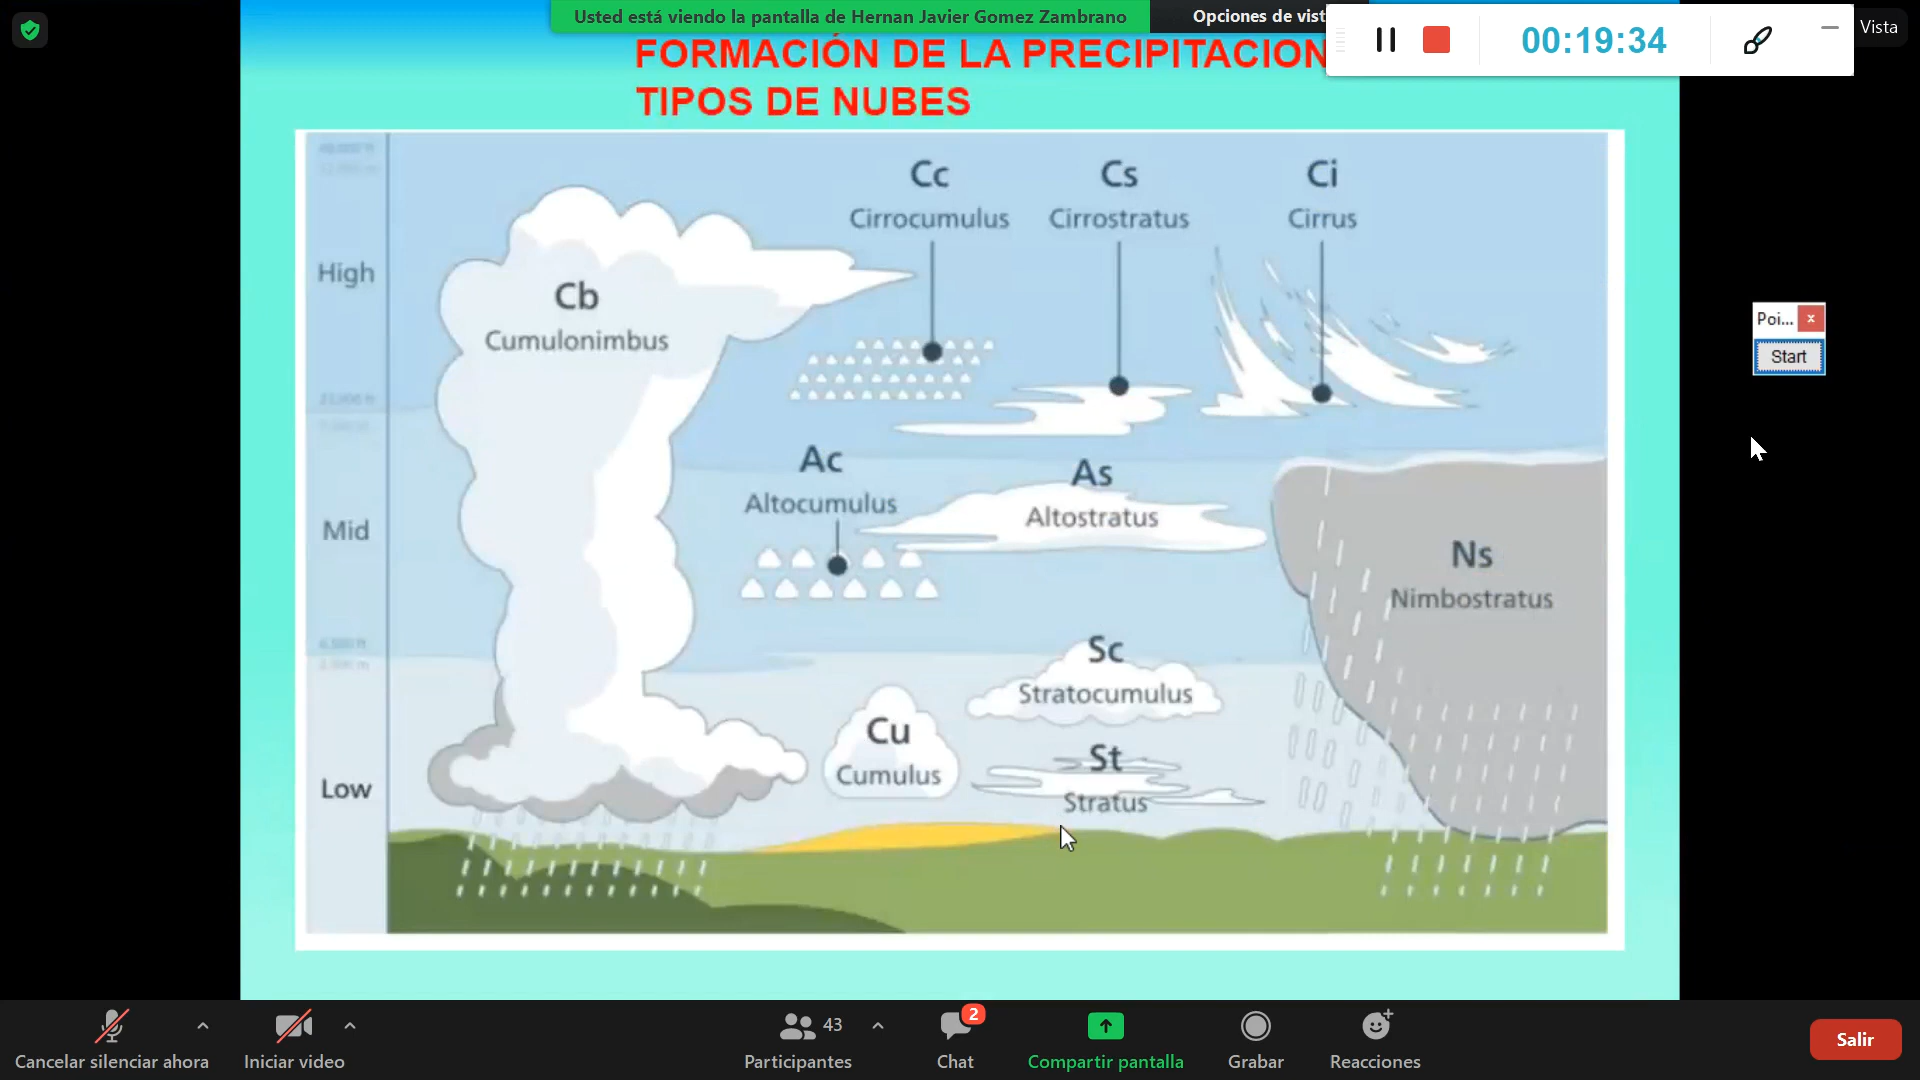 Usted está viendo la pantalla de Hernan Javier Gomez Zambrano
Opciones de vist
00:19:34
Vista
FORMACIÓN DE LA PRECIPITACION
TIPOS DE NUBES
Cc
Cirrocumulus
Cs
Cirrostratus
Ci
Cirrus
High
Cb
Cumulonimbus
Poi...
x
Start
Ac
Altocumulus
As
Altostratus
Mid
Ns
Nimbostratus
Sc
Stratocumulus
Cu
Cumulus
St
Stratus
Low
Cancelar silenciar ahora
Iniciar video
43
Participantes
2
Chat
Compartir pantalla
Grabar
Reacciones
Salir